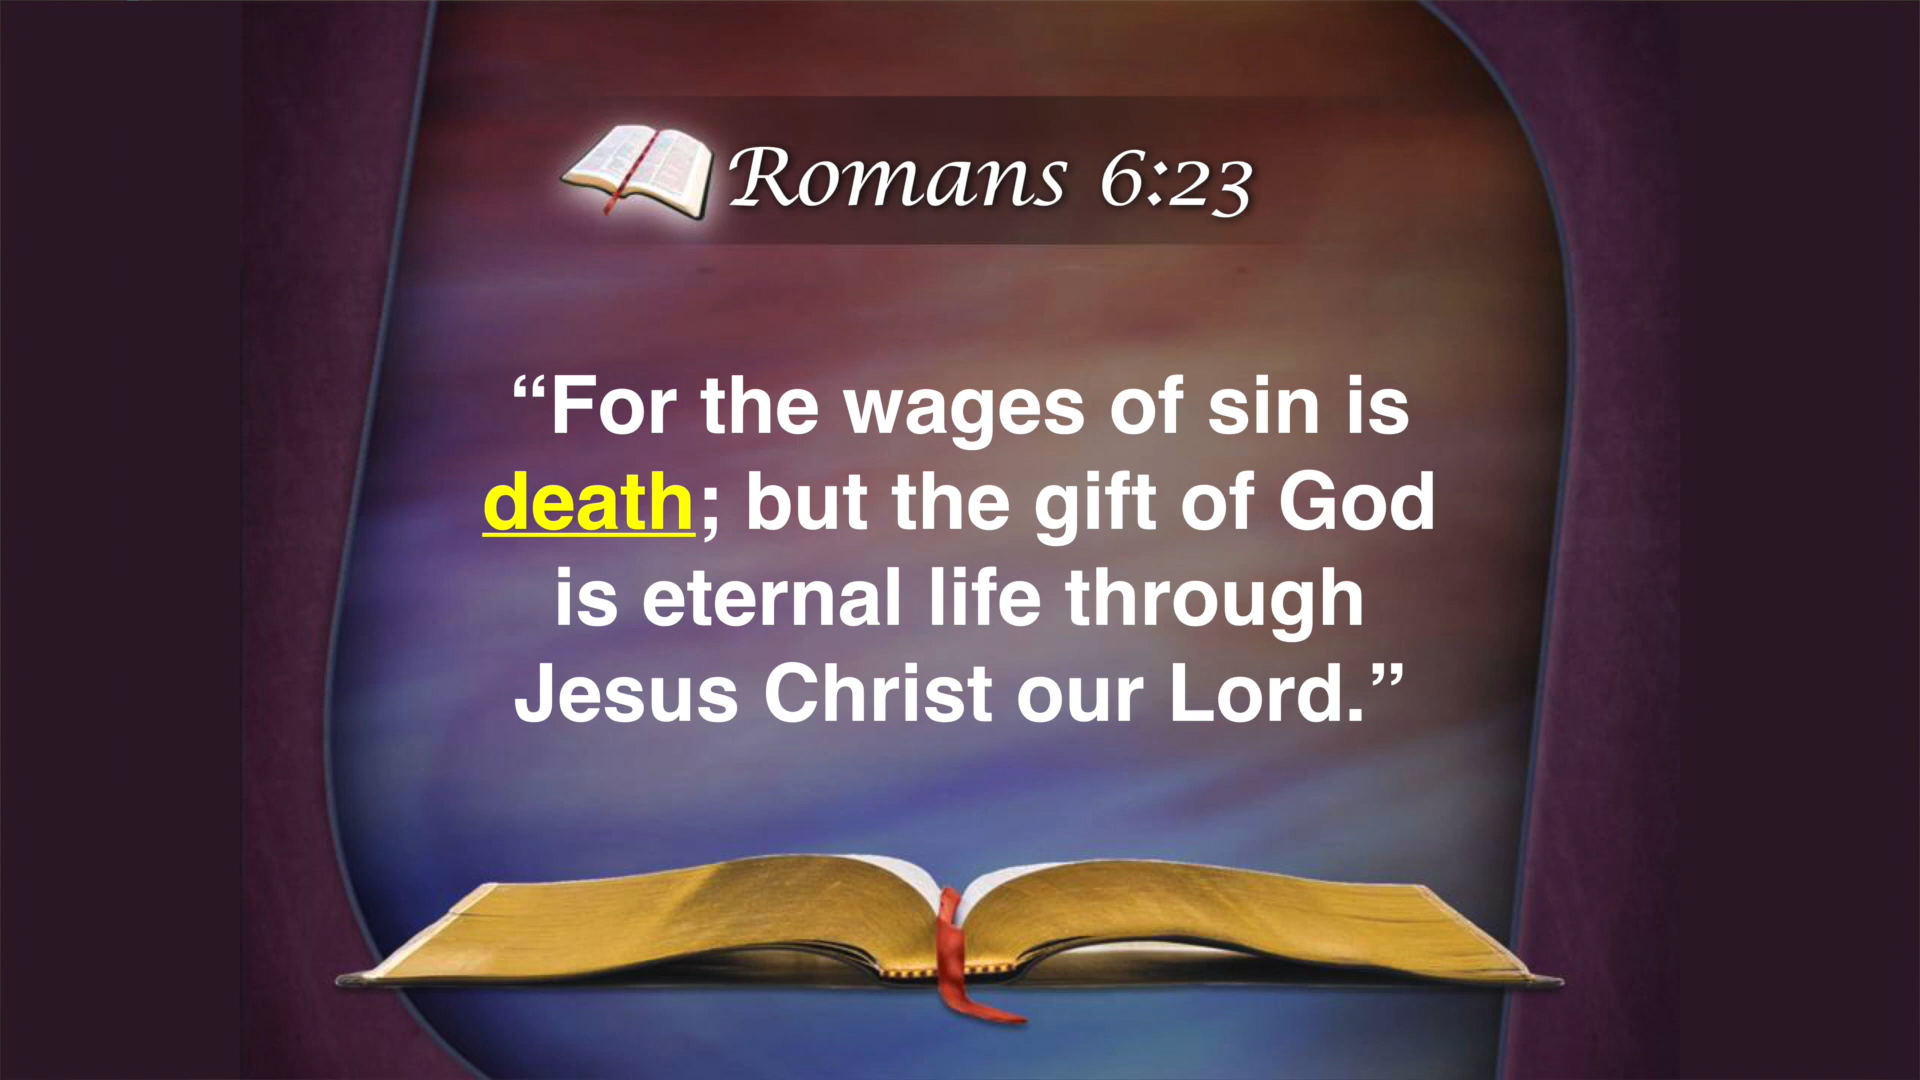 Romans 6:23
“For the wages of sin is
death; but the gift of God
is eternal life through
Jesus Christ our Lord.”